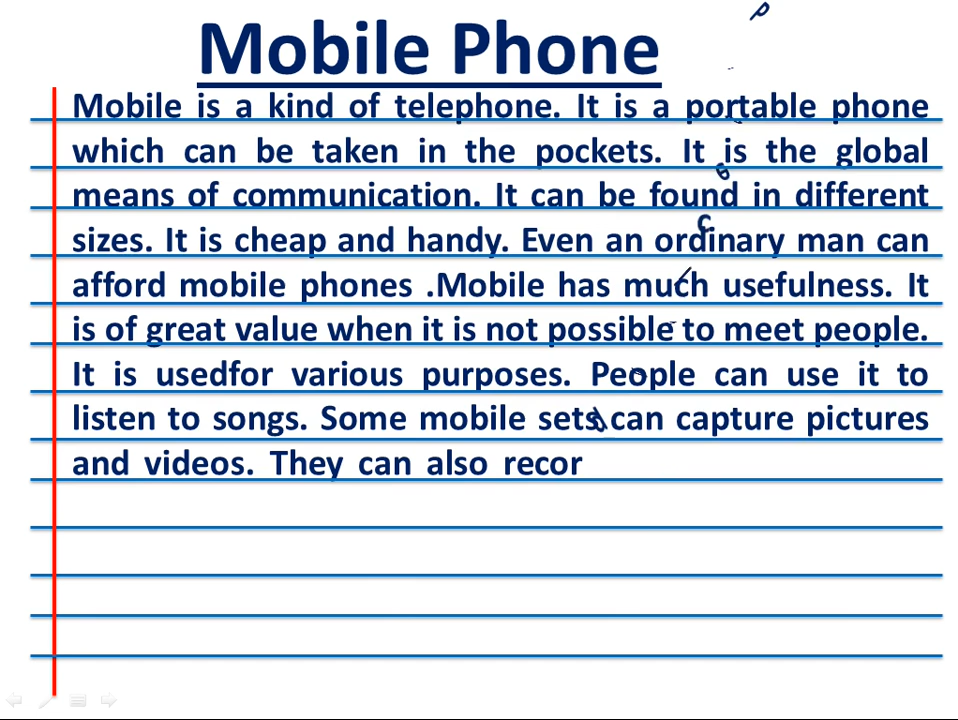 Mobile Phone
Mobile is a kind of telephone. It is a portable phone
which can be taken in the pockets. It is the global
means of communication. It can be found in different
sizes. It is cheap and handy. Even an ordinary man can
afford mobile phones .Mobile has much usefulness. It
is of great value when it is not possible to meet people.
It is usedfor various purposes. People can use it to
listen to songs. Some mobile sets can capture pictures
and videos. They can also recor